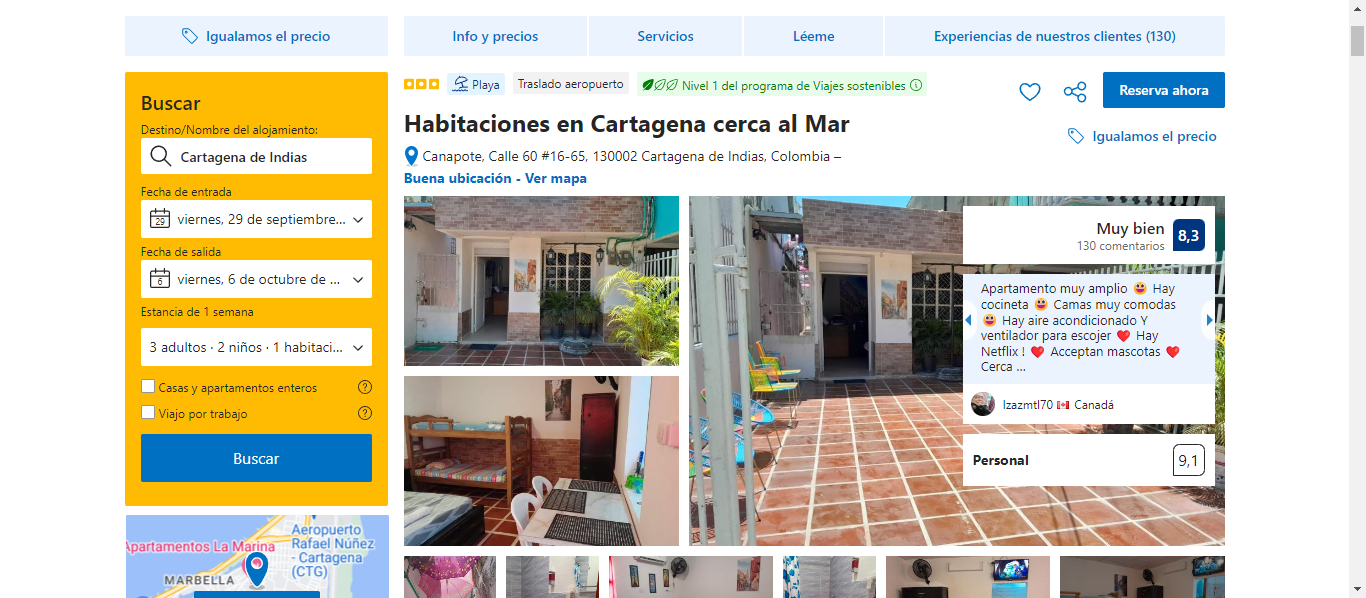 Igualamos el precio
Info y precios
Servicios
Léeme
Experiencias de nuestros clientes (130)
Buscar
Destino/Nombre del alojamiento:
Cartagena de Indias
Fecha de entrada
29
viernes, 29 de septiembre...
Fecha de salida
6
viernes, 6 de octubre de ...
Estancia de 1 semana
3 adultos · 2 niños · 1 habitaci...
Casas y apartamentos enteros
Viajo por trabajo
Buscar
Apartamentos La Marina
Aeropuerto
Rafael Núñez
- Cartagena
(CTG)
MARBELLA
Playa
Traslado aeropuerto
Nivel 1 del programa de Viajes sostenibles
Reserva ahora
Habitaciones en Cartagena cerca al Mar
Igualamos el precio
Canapote, Calle 60 #16-65, 130002 Cartagena de Indias, Colombia –
Buena ubicación - Ver mapa
Muy bien
130 comentarios
8,3
Apartamento muy amplio 😃 Hay
cocineta 😃 Camas muy comodas
😃 Hay aire acondicionado Y
ventilador para escojer ❤️ Hay
Netflix ! ❤️ Acceptan mascotas ❤️
Cerca ...
Izazmtl70 🇨🇦 Canadá
Personal
9,1